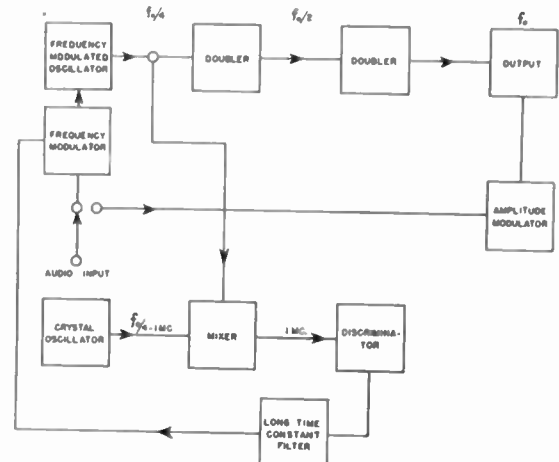 f₀/4
f₀/2
f₀
FREQUENCY
MODULATED
OSCILLATOR
DOUBLER
DOUBLER
OUTPUT
FREQUENCY
MODULATOR
AMPLITUDE
MODULATOR
AUDIO INPUT
CRYSTAL
OSCILLATOR
f₀/4-1MC
MIXER
1 MC.
DISCRIMINA-
TOR
LONG TIME
CONSTANT
FILTER